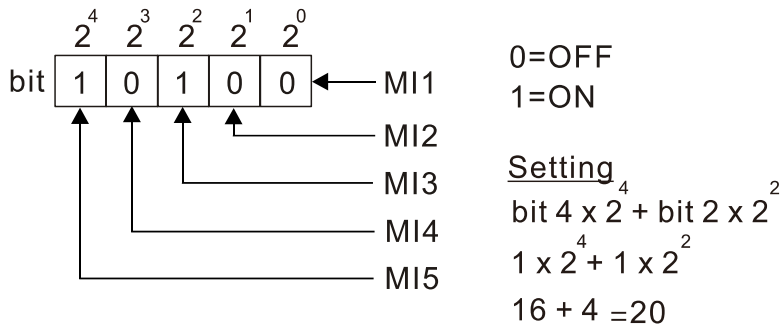 2⁴ 2³ 2² 2¹ 2⁰
bit 1 0 1 0 0 MI1
MI2
MI3
MI4
MI5
0=OFF
1=ON
Setting
bit 4 x 2⁴ + bit 2 x 2²
1 x 2⁴ + 1 x 2²
16 + 4 =20